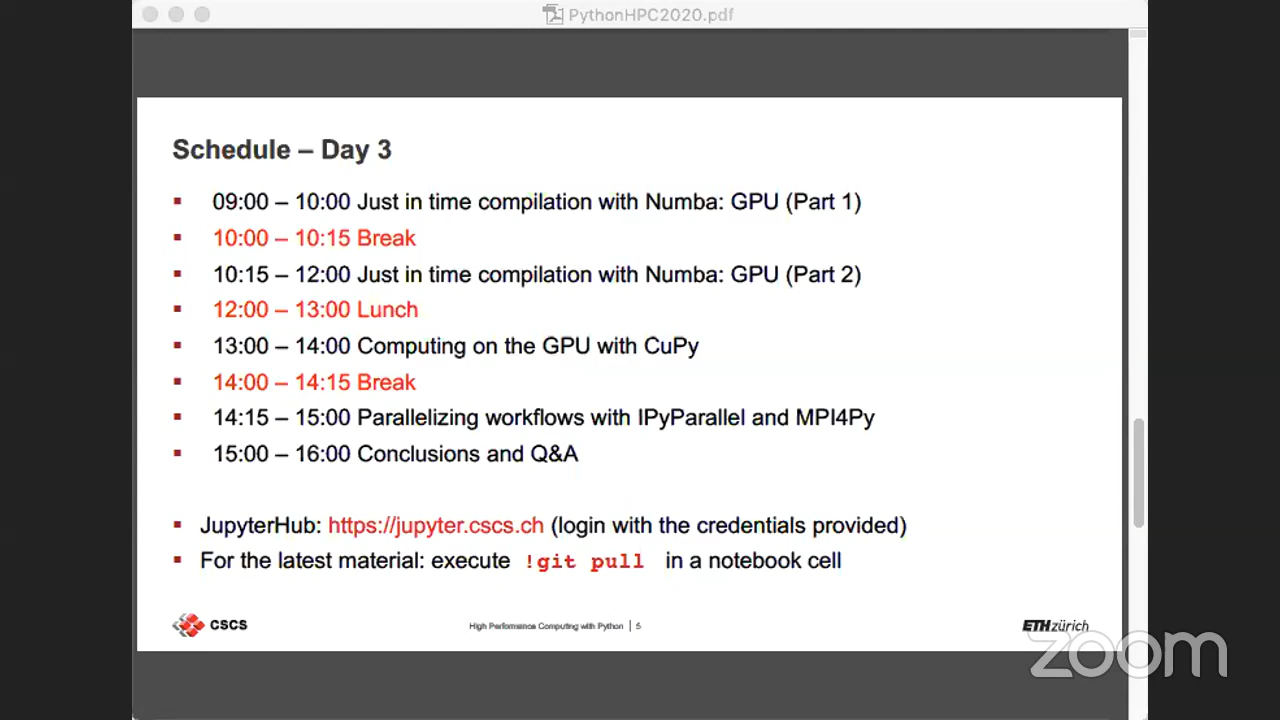 PythonHPC2020.pdf
Schedule – Day 3
09:00 – 10:00 Just in time compilation with Numba: GPU (Part 1)
10:00 – 10:15 Break
10:15 – 12:00 Just in time compilation with Numba: GPU (Part 2)
12:00 – 13:00 Lunch
13:00 – 14:00 Computing on the GPU with CuPy
14:00 – 14:15 Break
14:15 – 15:00 Parallelizing workflows with IPyParallel and MPI4Py
15:00 – 16:00 Conclusions and Q&A
JupyterHub: https://jupyter.cscs.ch (login with the credentials provided)
For the latest material: execute !git pull in a notebook cell
CSCS
High Performance Computing with Python | 5
ETH zürich
zoom